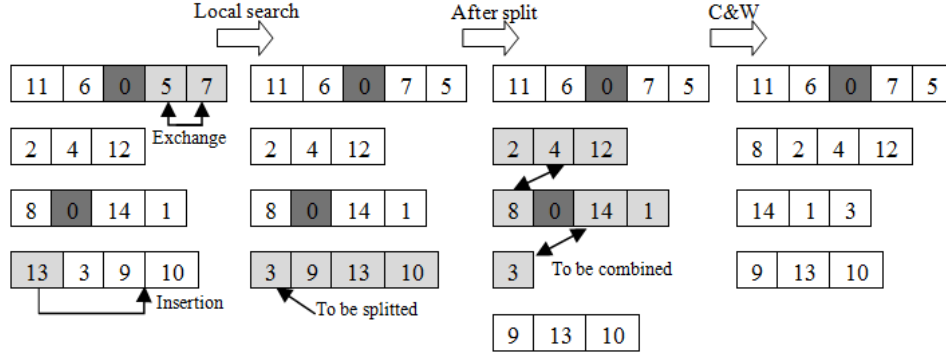 Local search After split C&W
11 6 0 5 7 11 6 0 7 5 11 6 0 7 5 11 6 0 7 5
Exchange
2 4 12 2 4 12 2 4 12 8 2 4 12
8 0 14 1 8 0 14 1 8 0 14 1 14 1 3
13 3 9 10 3 9 13 10 3 9 13 10
To be combined
Insertion To be splitted
9 13 10